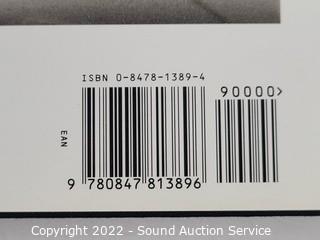 ISBN 0-8478-1389-4
90000>
EAN
9 780847 813896
Copyright 2022 - Sound Auction Service